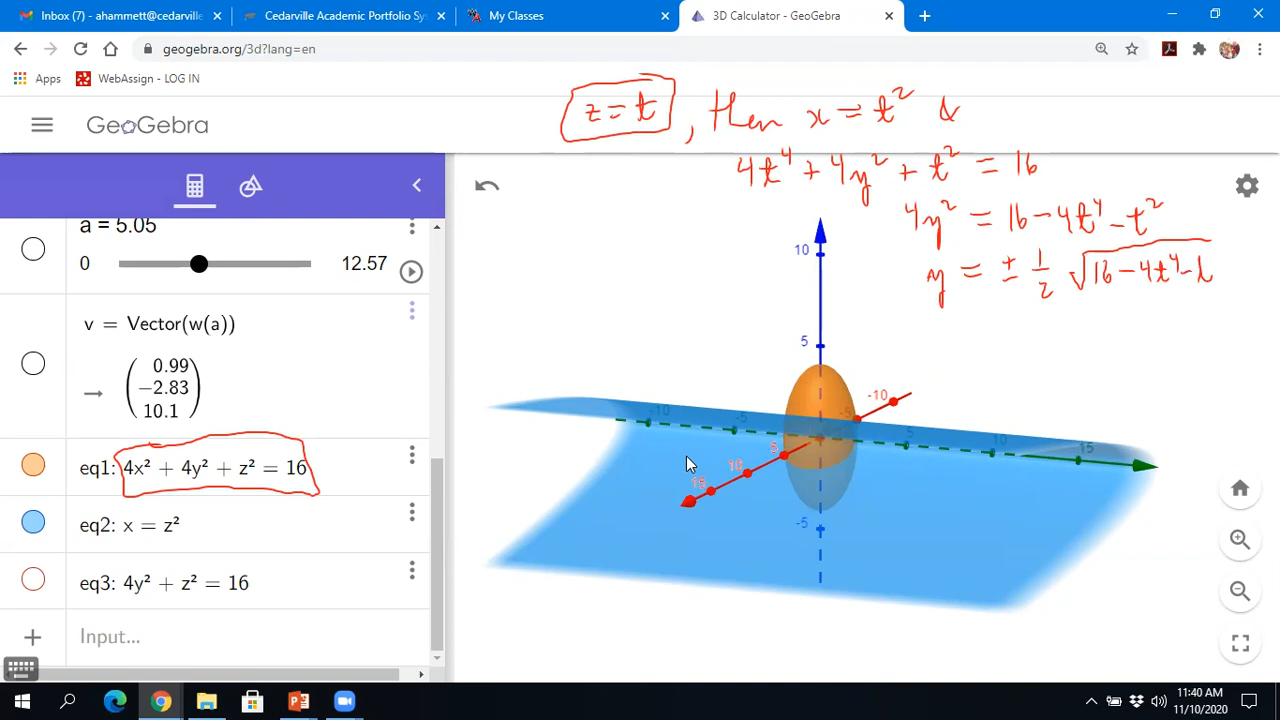 Inbox (6) - ahammett@cedarville
Cedarville Academic Portfolio Sys
My Classes
3D Calculator - GeoGebra
geogebra.org/3d?lang=en
Apps
WebAssign - LOG IN
GeoGebra
z = t, then x = t² &
4t⁴ + 4y² + t² = 16
4y² = 16 - 4t⁴ - t²
y = ± 1/2 √16 - 4t⁴ - t
a = 5.05
0 12.57
v = Vector(w(a))
→ 0.99
-2.83
10.1
eq1: 4x² + 4y² + z² = 16
eq2: x = z²
eq3: 4y² + z² = 16
Input...
10
5
-5
-10
-5
5
10
15
-10
-5
5
10
15
11:40 AM
11/10/2020